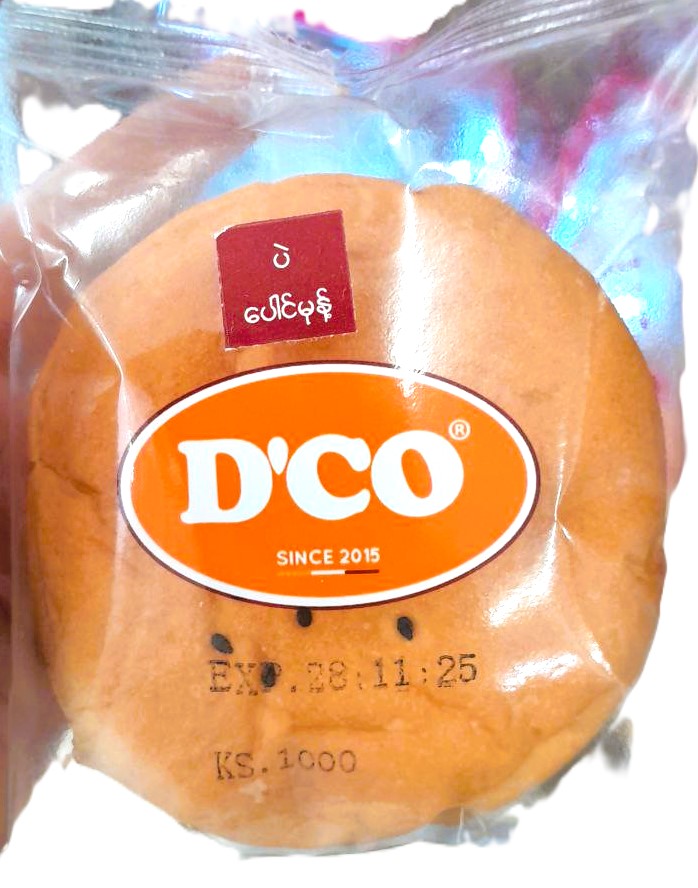 ပဲ
ပေါင်မုန့်
D'CO®
SINCE 2015
EXP.28:11:25
KS.1000